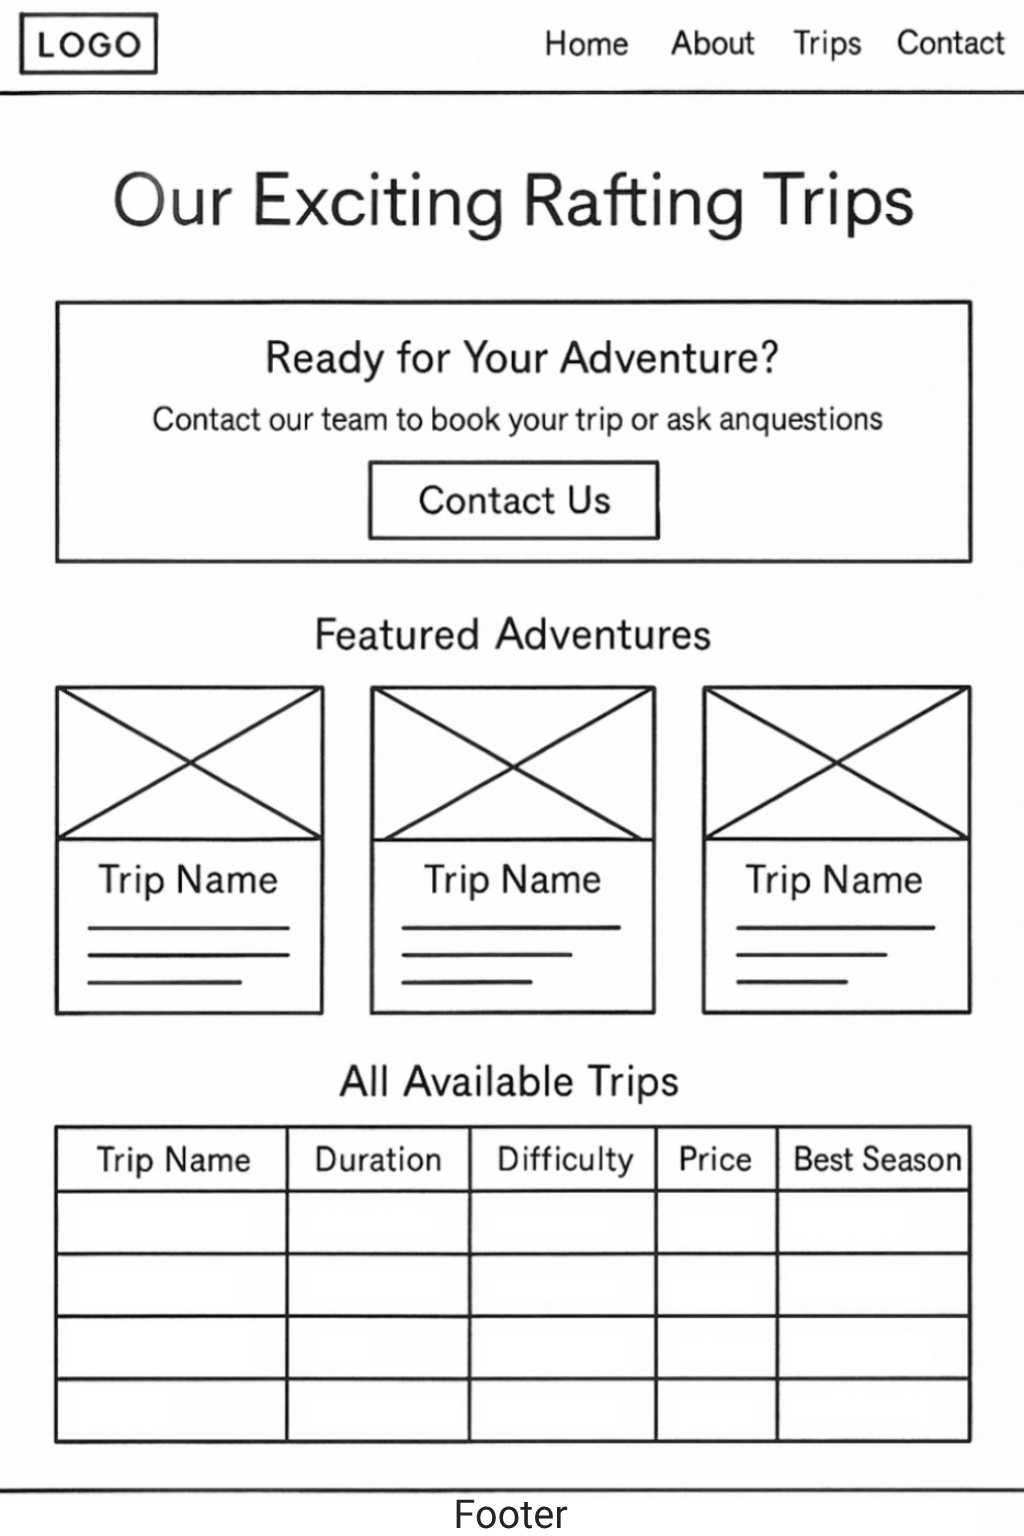 LOGO Home About Trips Contact
Our Exciting Rafting Trips
Ready for Your Adventure?
Contact our team to book your trip or ask anquestions
Contact Us
Featured Adventures
Trip Name Trip Name Trip Name
All Available Trips
Trip Name Duration Difficulty Price Best Season
Footer